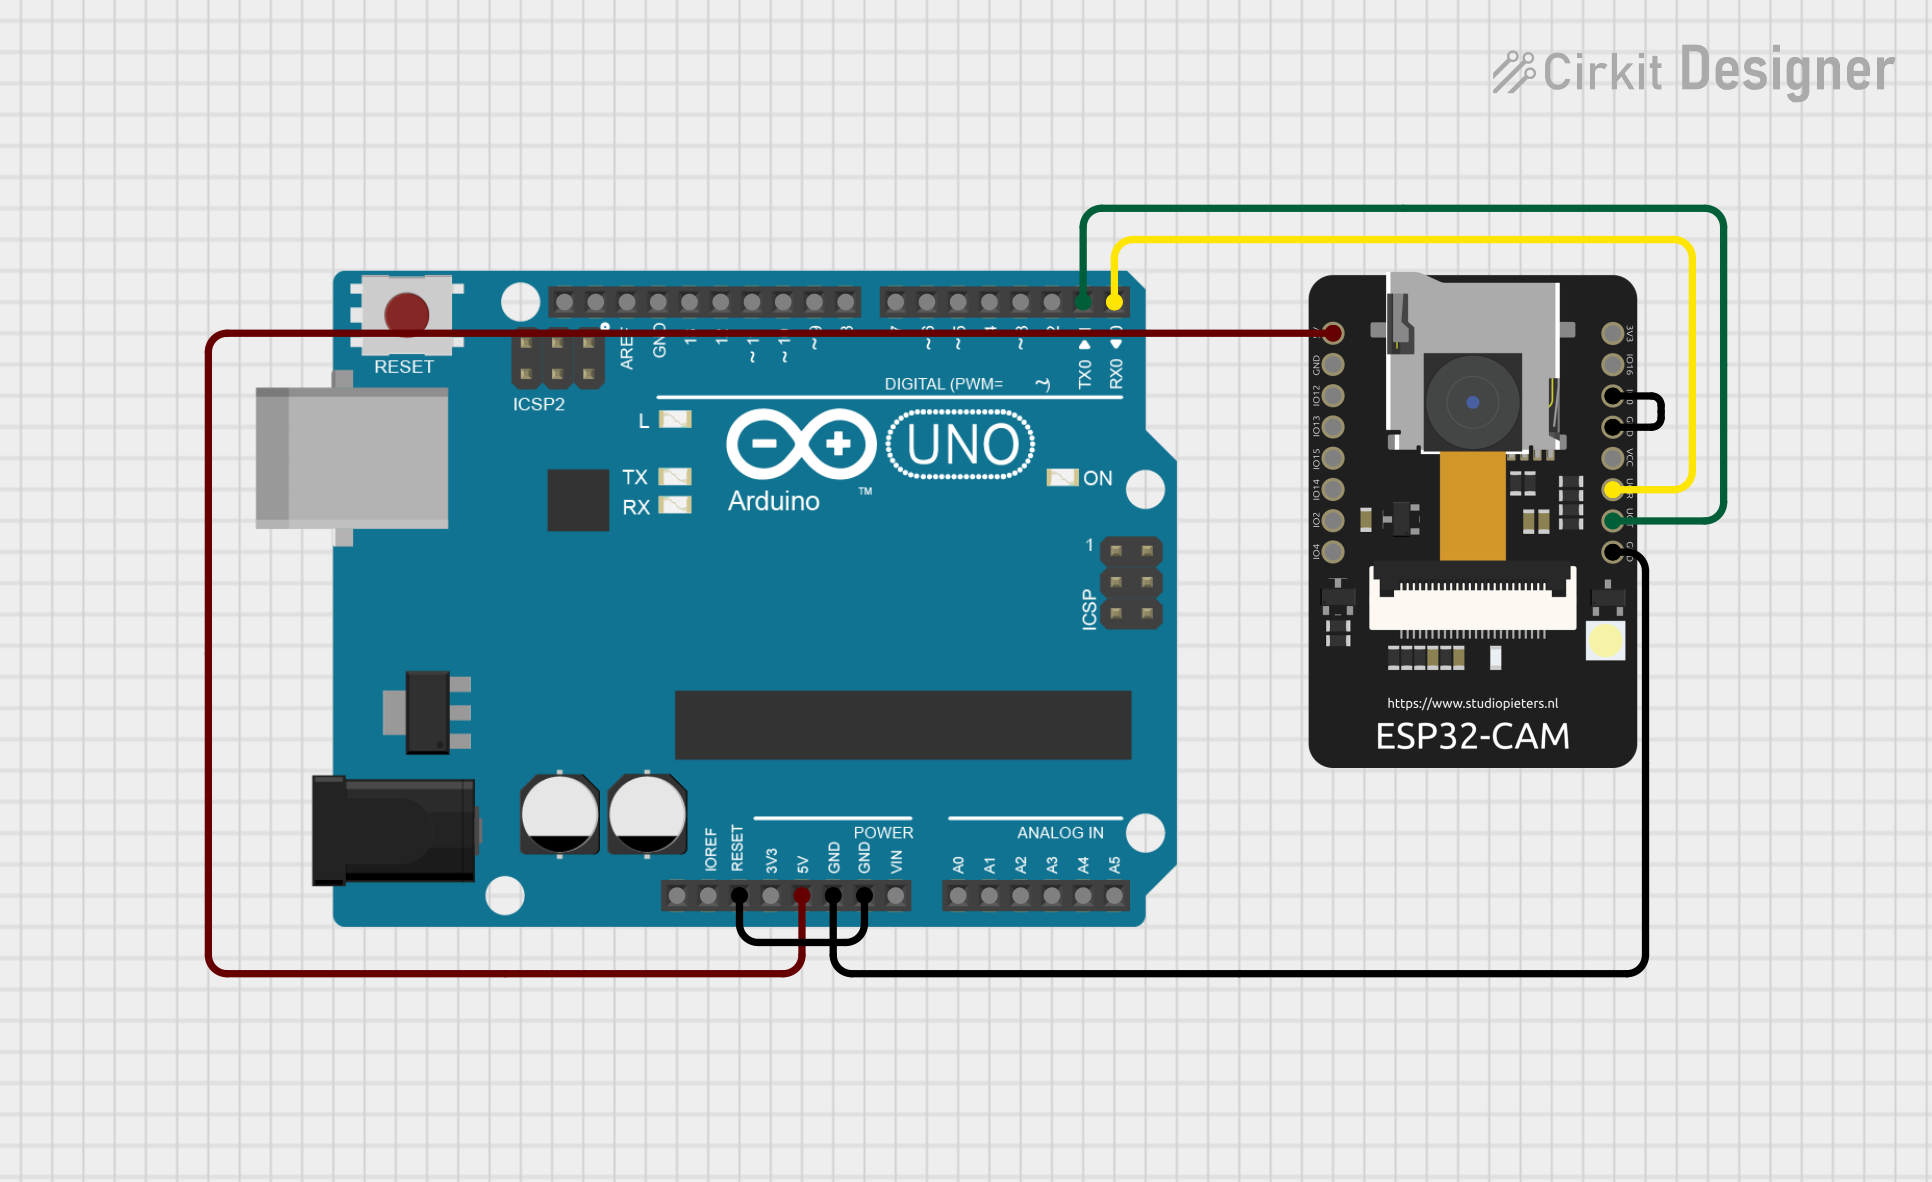 Cirkit Designer
RESET
ICSP2
AREF
GND
DIGITAL (PWM= ~)
TX0
RX0
L
TX
RX
Arduino
TM
UNO
ON
1
ICSP
IOREF
RESET
3V3
5V
GND
GND
VIN
POWER
ANALOG IN
A0
A1
A2
A3
A4
A5
GND
IO12
IO13
IO15
IO14
IO2
IO4
3V3
IO16
VCC
https://www.studiopieters.nl
ESP32-CAM